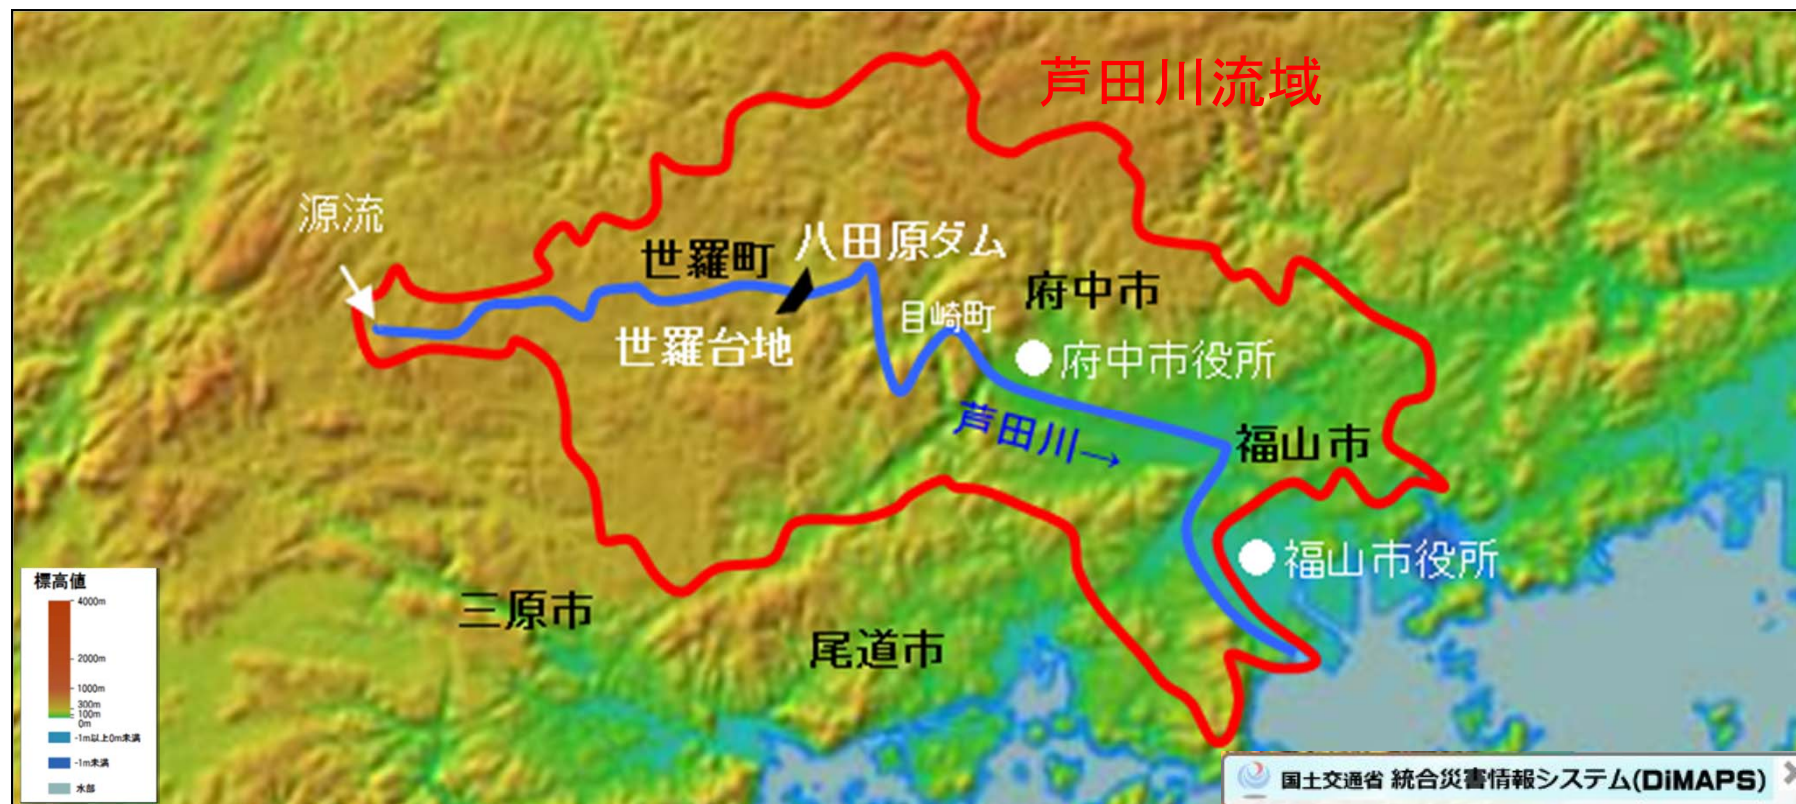 芦田川流域
源流
世羅町
八田原ダム
府中市
目崎町
世羅台地
府中市役所
芦田川→
福山市
福山市役所
三原市
尾道市
標高値
4000m
2000m
1000m
300m
100m
0m
-1m以上0m未満
-1m未満
水部
国土交通省 統合災害情報システム(DiMAPS)